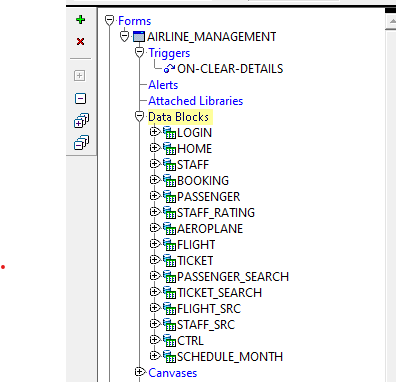 Forms
AIRLINE_MANAGEMENT
Triggers
ON-CLEAR-DETAILS
Alerts
Attached Libraries
Data Blocks
LOGIN
HOME
STAFF
BOOKING
PASSENGER
STAFF_RATING
AEROPLANE
FLIGHT
TICKET
PASSENGER_SEARCH
TICKET_SEARCH
FLIGHT_SRC
STAFF_SRC
CTRL
SCHEDULE_MONTH
Canvases